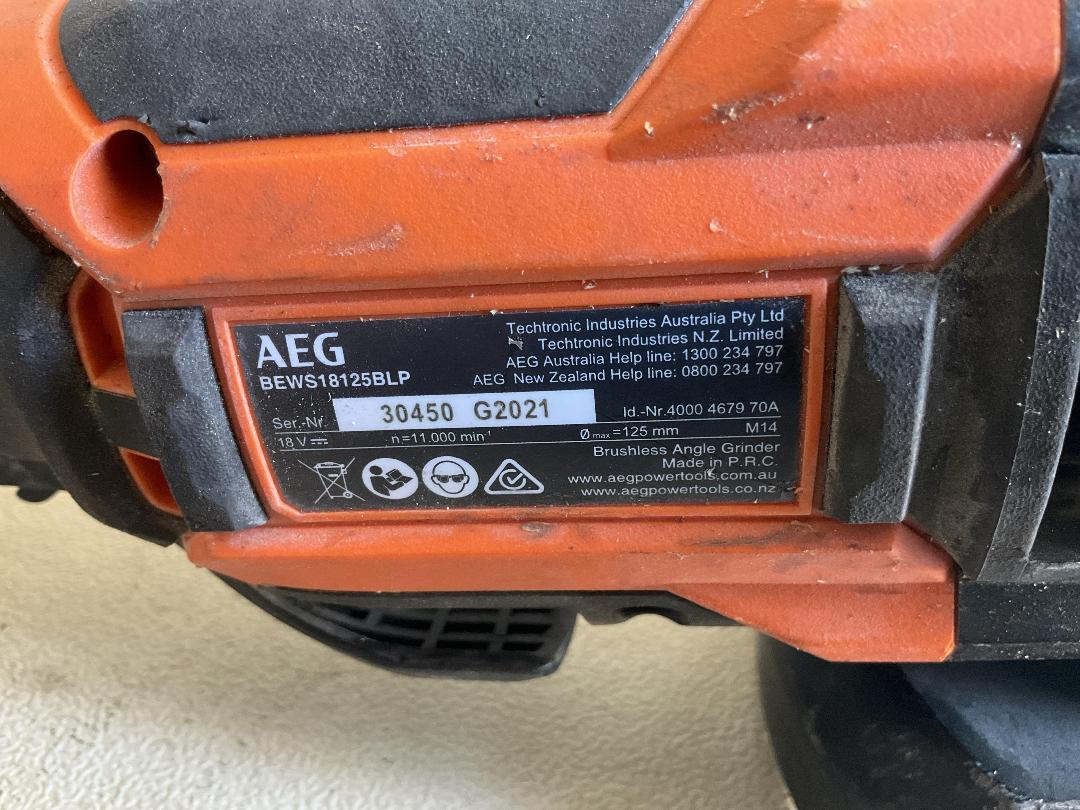 AEG
BEWS18125BLP
Techtronic Industries Australia Pty Ltd
Techtronic Industries N.Z. Limited
AEG Australia Help line: 1300 234 797
AEG New Zealand Help line: 0800 234 797
Ser.-Nr. 30450 G2021 Id.-Nr.4000 4679 70A
18 V ⎓ n=11.000 min⁻¹ Ø max =125 mm M14
Brushless Angle Grinder
Made in P.R.C.
www.aegpowertools.com.au
www.aegpowertools.co.nz